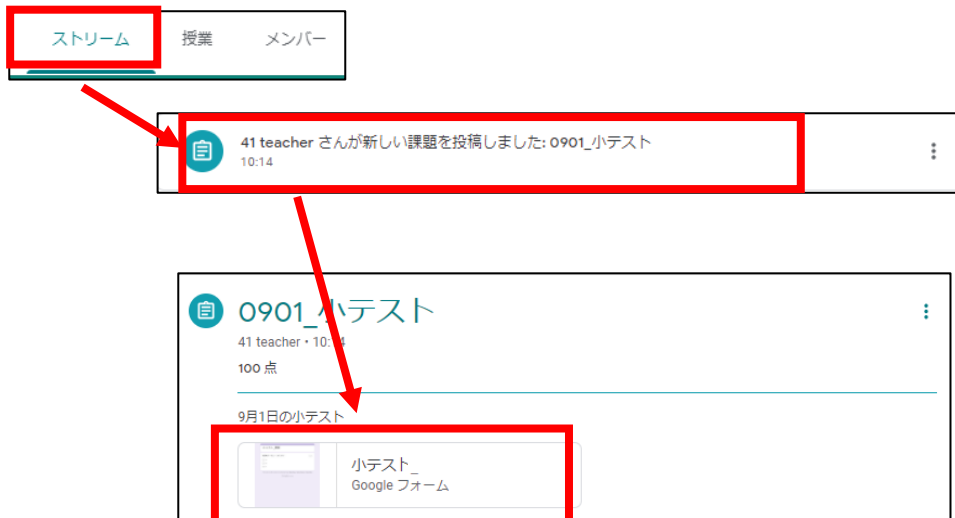 ストリーム 授業 メンバー
41 teacher さんが新しい課題を投稿しました: 0901_小テスト
10:14
0901_小テスト
41 teacher・10:14
100 点
9月1日の小テスト
小テスト_
Google フォーム